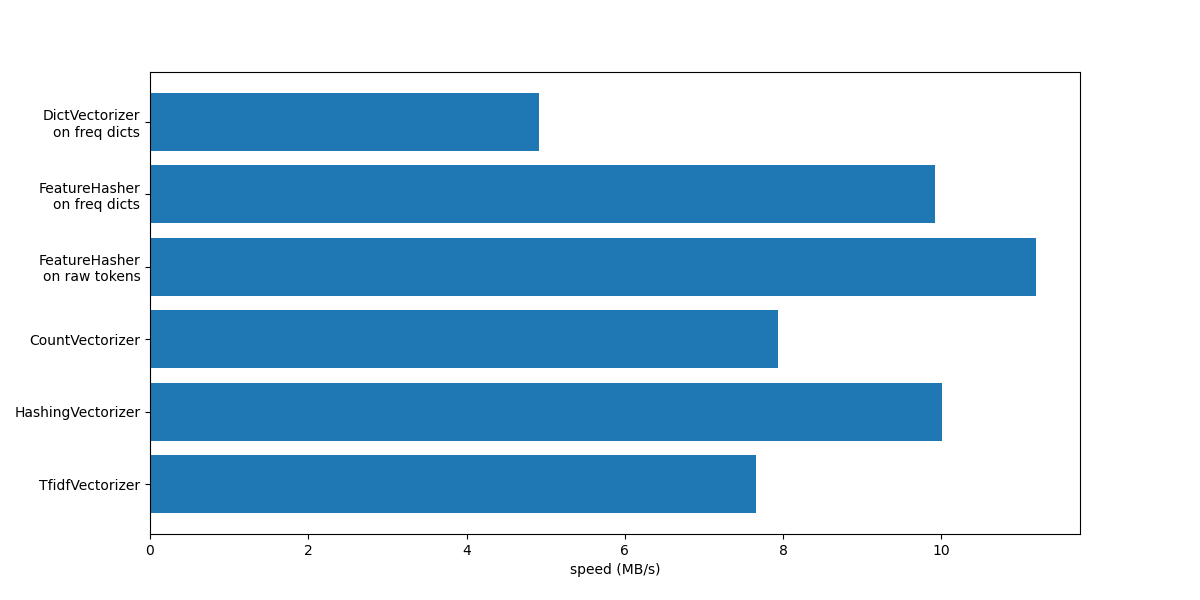 DictVectorizer
on freq dicts
FeatureHasher
on freq dicts
FeatureHasher
on raw tokens
CountVectorizer
HashingVectorizer
TfidfVectorizer
0 2 4 6 8 10
speed (MB/s)